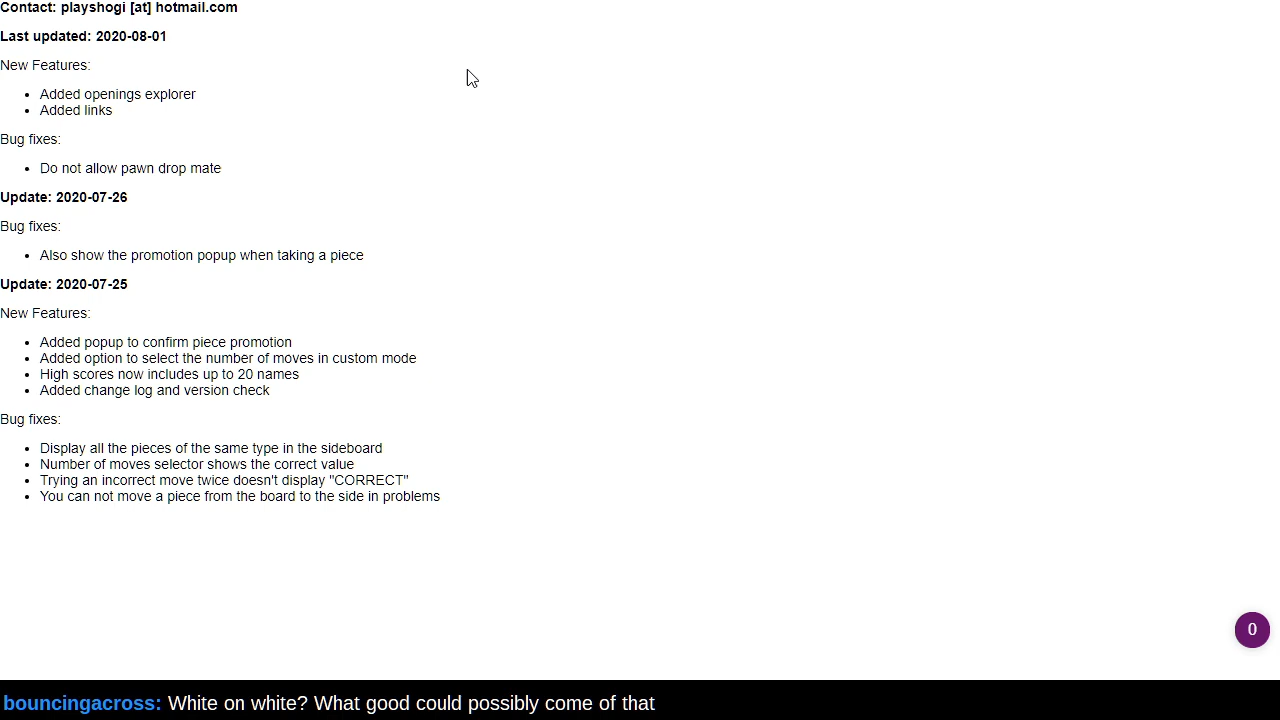 Contact: playshogi [at] hotmail.com
Last updated: 2020-08-01
New Features:
• Added openings explorer
• Added links
Bug fixes:
• Do not allow pawn drop mate
Update: 2020-07-26
Bug fixes:
• Also show the promotion popup when taking a piece
Update: 2020-07-25
New Features:
• Added popup to confirm piece promotion
• Added option to select the number of moves in custom mode
• High scores now includes up to 20 names
• Added change log and version check
Bug fixes:
• Display all the pieces of the same type in the sideboard
• Number of moves selector shows the correct value
• Trying an incorrect move twice doesn't display "CORRECT"
• You can not move a piece from the board to the side in problems
0
bouncingacross: White on white? What good could possibly come of that